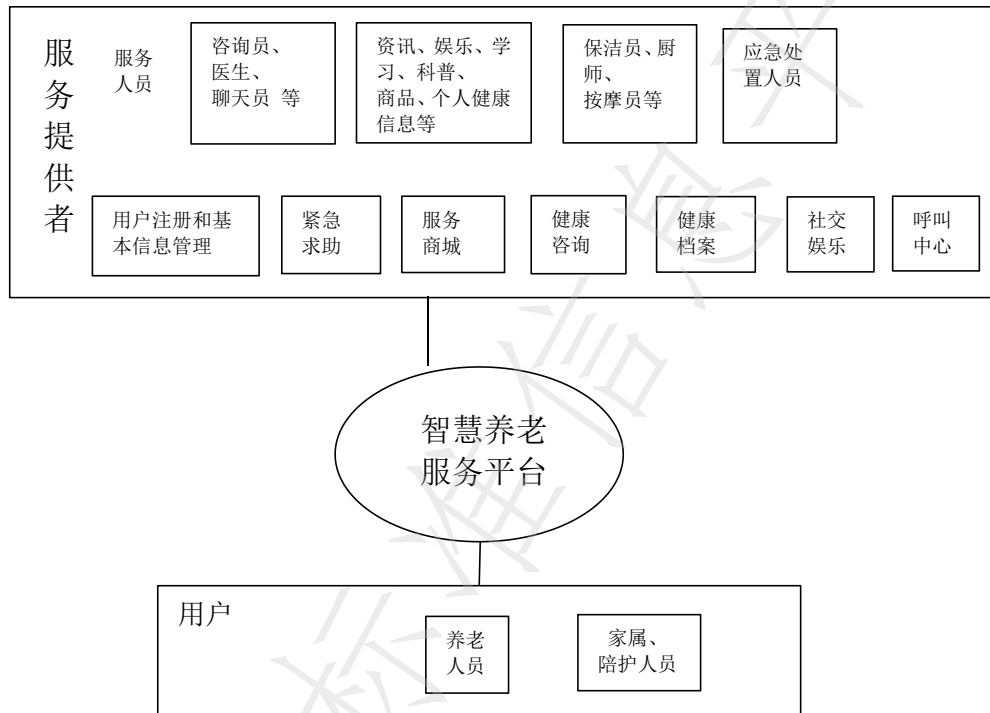 服务提供者
服务
人员
咨询员、
医生、
聊天员 等
资讯、娱乐、学
习、科普、
商品、个人健康
信息等
保洁员、厨
师、
按摩员等
应急处
置人员
用户注册和基
本信息管理
紧急
求助
服务
商城
健康
咨询
健康
档案
社交
娱乐
呼叫
中心
智慧养老
服务平台
用户
养老
人员
家属、
陪护人员
标准信息平